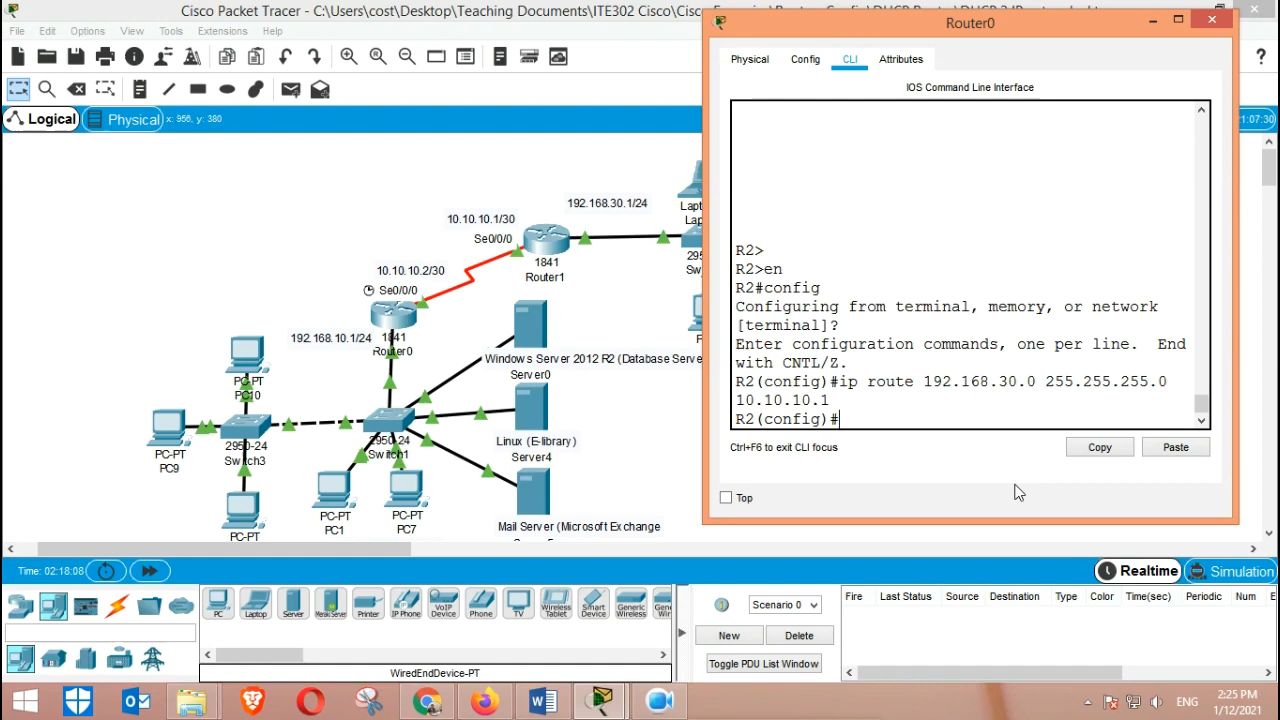 Cisco Packet Tracer - C:\Users\cost\Desktop\Teaching Documents\ITE302 Cisco\Cisc
File Edit Options View Tools Extensions Help
Logical Physical x: 956, y: 380
:1:07:30
Router0
Physical Config CLI Attributes
IOS Command Line Interface
R2>
R2>en
R2#config
Configuring from terminal, memory, or network
[terminal]?
Enter configuration commands, one per line. End
with CNTL/Z.
R2(config)#ip route 192.168.30.0 255.255.255.0
10.10.10.1
R2(config)#
Ctrl+F6 to exit CLI focus
Copy Paste
Top
192.168.30.1/24
10.10.10.1/30
Se0/0/0
1841
Router1
Lapt
Lap
295
Sw
10.10.10.2/30
Se0/0/0
192.168.10.1/24
1841
Router0
PC-PT
PC10
Windows Server 2012 R2 (Database Serve
Server0
PC-PT
PC9
2950-24
Switch3
2950-24
Switch1
Linux (E-library)
Server4
PC-PT
PC-PT
PC1
PC-PT
PC7
Mail Server (Microsoft Exchange
Time: 02:18:08
Realtime Simulation
PC
Laptop
Server
Meraki Server
Printer
IP Phone
VoIP
Device
Phone
TV
Wireless
Tablet
Smart
Device
Generic
Wireless
Generic
WiredEndDevice-PT
Scenario 0
New Delete
Toggle PDU List Window
Fire Last Status Source Destination Type Color Time(sec) Periodic Num E
ENG
2:25 PM
1/12/2021